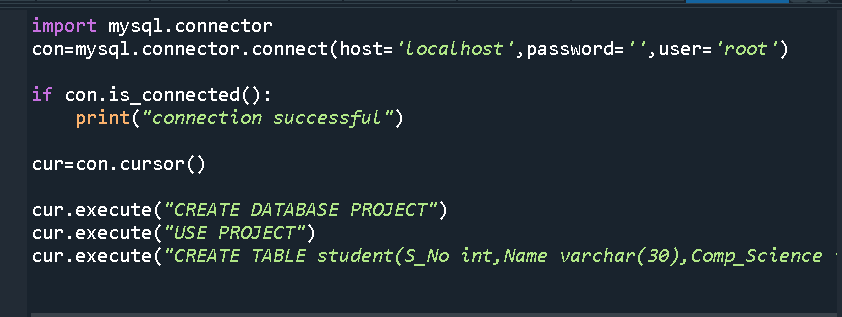 import mysql.connector
con=mysql.connector.connect(host='localhost',password='',user='root')
if con.is_connected():
    print("connection successful")
cur=con.cursor()
cur.execute("CREATE DATABASE PROJECT")
cur.execute("USE PROJECT")
cur.execute("CREATE TABLE student(S_No int,Name varchar(30),Comp_Science